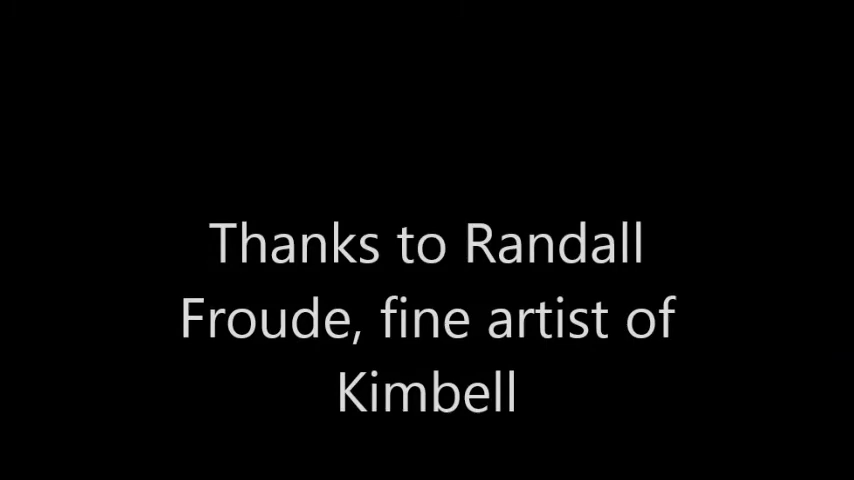 Thanks to Randall
Froude, fine artist of
Kimbell